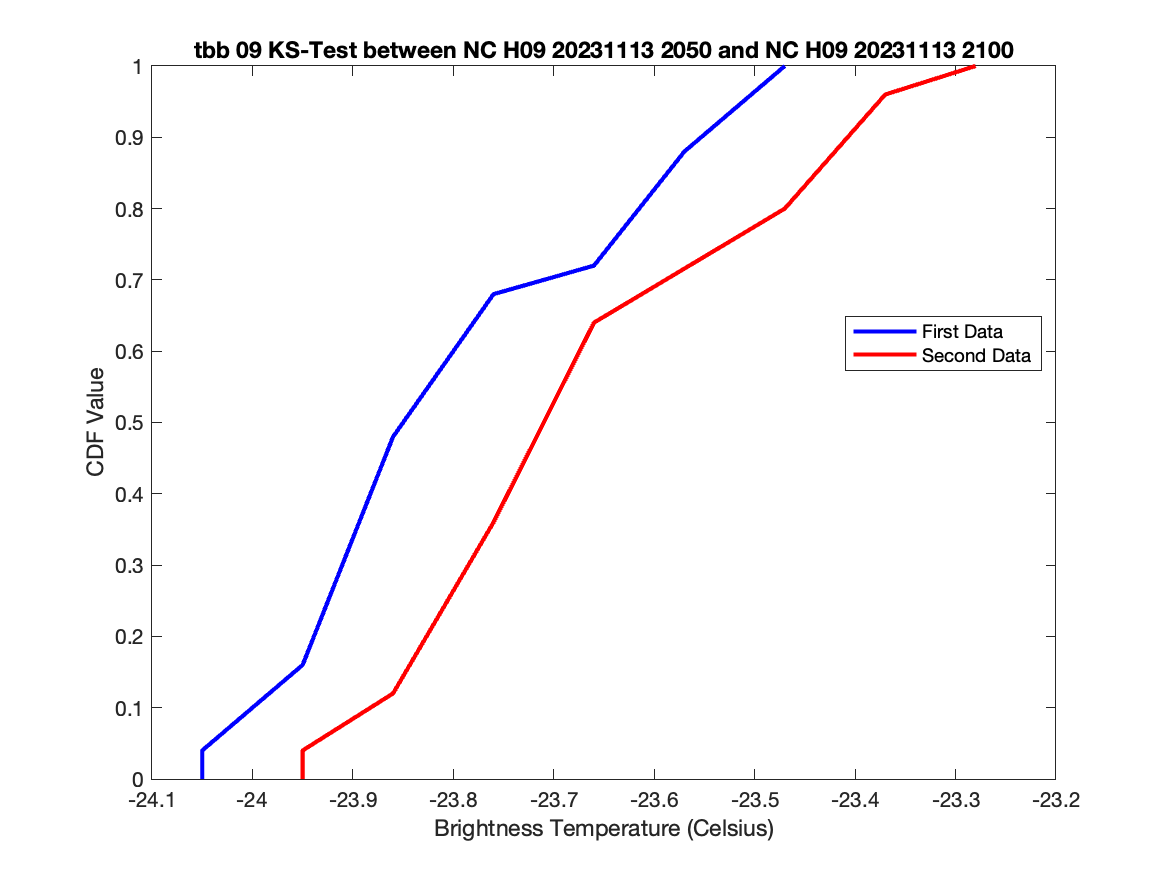 tbb 09 KS-Test between NC H09 20231113 2050 and NC H09 20231113 2100
1
0.9
0.8
0.7
0.6
0.5
0.4
0.3
0.2
0.1
0
CDF Value
First Data
Second Data
-24.1 -24 -23.9 -23.8 -23.7 -23.6 -23.5 -23.4 -23.3 -23.2
Brightness Temperature (Celsius)